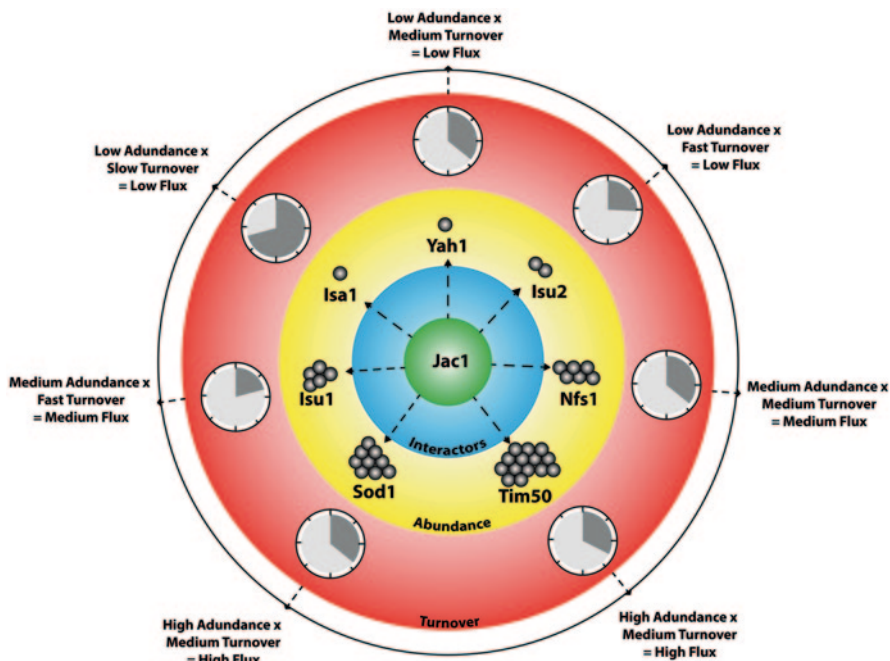 Low Adundance x
Medium Turnover
= Low Flux
Low Adundance x
Slow Turnover
= Low Flux
Low Adundance x
Fast Turnover
= Low Flux
Yah1
Isa1
Isu2
Jac1
Medium Adundance x
Fast Turnover
= Medium Flux
Isu1
Nfs1
Medium Adundance x
Medium Turnover
= Medium Flux
Interactors
Sod1
Tim50
Abundance
Turnover
High Adundance x
Medium Turnover
= High Flux
High Adundance x
Medium Turnover
= High Flux